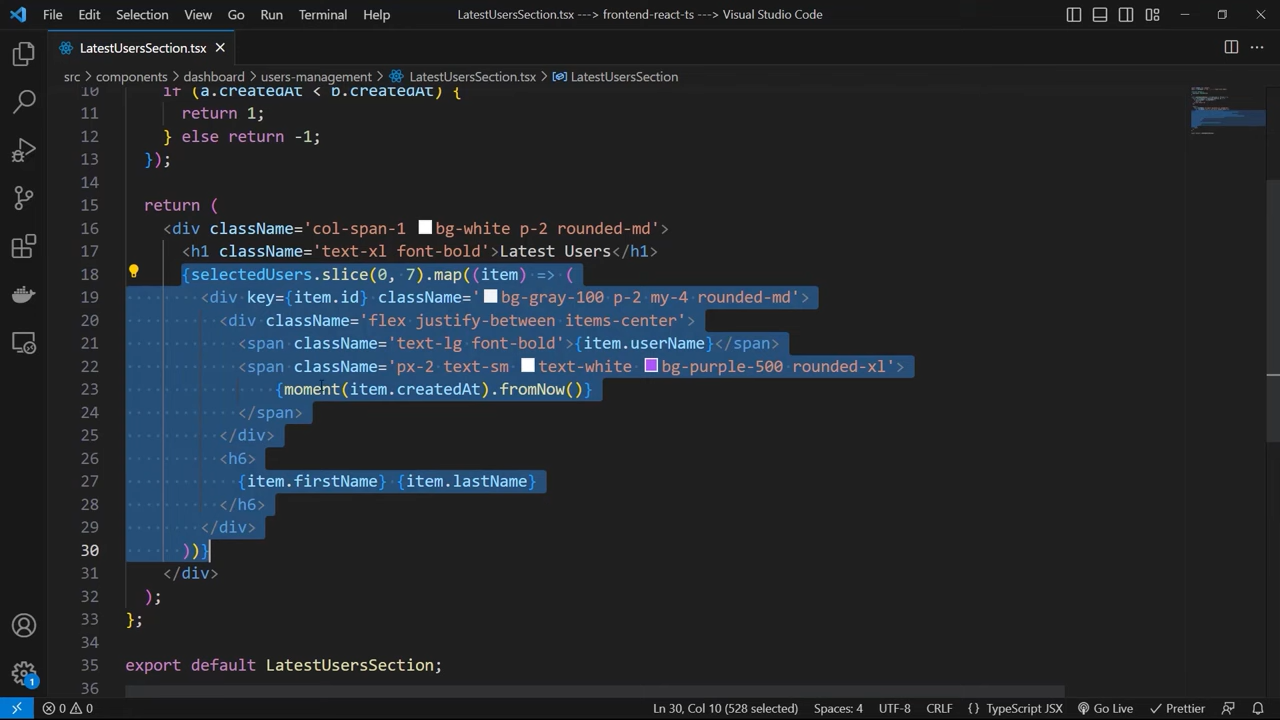 File Edit Selection View Go Run Terminal Help LatestUsersSection.tsx ---> frontend-react-ts ---> Visual Studio Code
LatestUsersSection.tsx
src > components > dashboard > users-management > LatestUsersSection.tsx > LatestUsersSection
10 if (a.createdAt < b.createdAt) {
11 return 1;
12 } else return -1;
13 });
14
15 return (
16 <div className='col-span-1 bg-white p-2 rounded-md'>
17 <h1 className='text-xl font-bold'>Latest Users</h1>
18 {selectedUsers.slice(0, 7).map((item) => (
19 <div key={item.id} className='bg-gray-100 p-2 my-4 rounded-md'>
20 <div className='flex justify-between items-center'>
21 <span className='text-lg font-bold'>{item.userName}</span>
22 <span className='px-2 text-sm text-white bg-purple-500 rounded-xl'>
23 {moment(item.createdAt).fromNow()}
24 </span>
25 </div>
26 <h6>
27 {item.firstName} {item.lastName}
28 </h6>
29 </div>
30 ))}
31 </div>
32 );
33 };
34
35 export default LatestUsersSection;
36
1
0 0 Ln 30, Col 10 (528 selected) Spaces: 4 UTF-8 CRLF {} TypeScript JSX Go Live Prettier